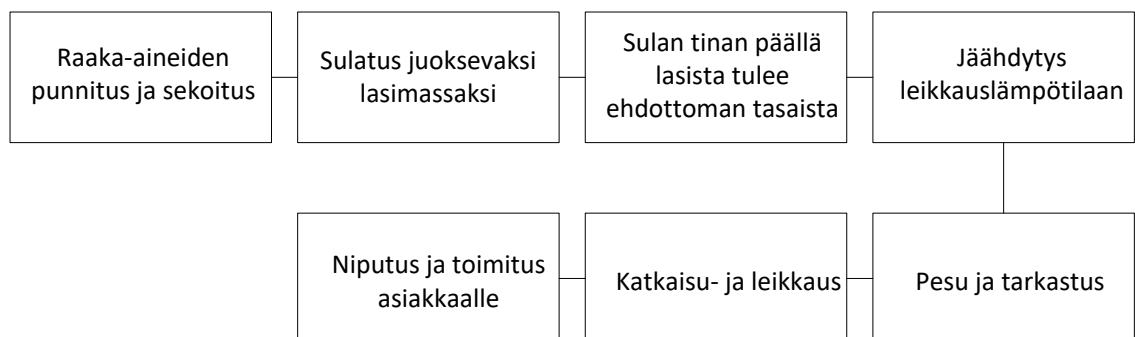 Raaka-aineiden
punnitus ja sekoitus
Sulatus juoksevaksi
lasimassaksi
Sulan tinan päällä
lasista tulee
ehdottoman tasaista
Jäähdytys
leikkauslämpötilaan
Pesu ja tarkastus
Katkaisu- ja leikkaus
Niputus ja toimitus
asiakkaalle